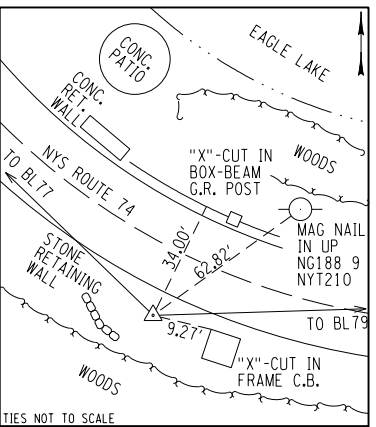 EAGLE LAKE
CONC.
PATIO
CONC.
RET.
WALL
WOODS
"X"-CUT IN
BOX-BEAM
G.R. POST
NYS ROUTE 74
TO BL77
MAG NAIL
IN UP
NG188 9
NYT210
34.00'
62.82'
STONE
RETAINING
WALL
TO BL79
9.27'
"X"-CUT IN
FRAME C.B.
WOODS
TIES NOT TO SCALE